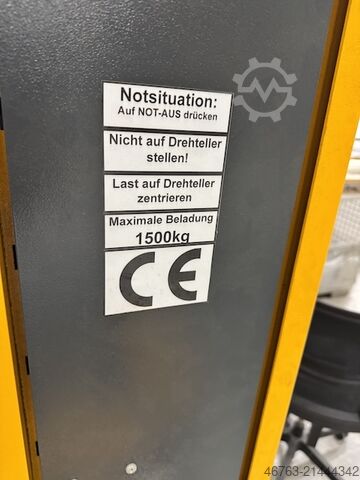 Notsituation:
Auf NOT-AUS drücken
Nicht auf Drehteller
stellen!
Last auf Drehteller
zentrieren
Maximale Beladung
1500kg
CE
46763-21444342